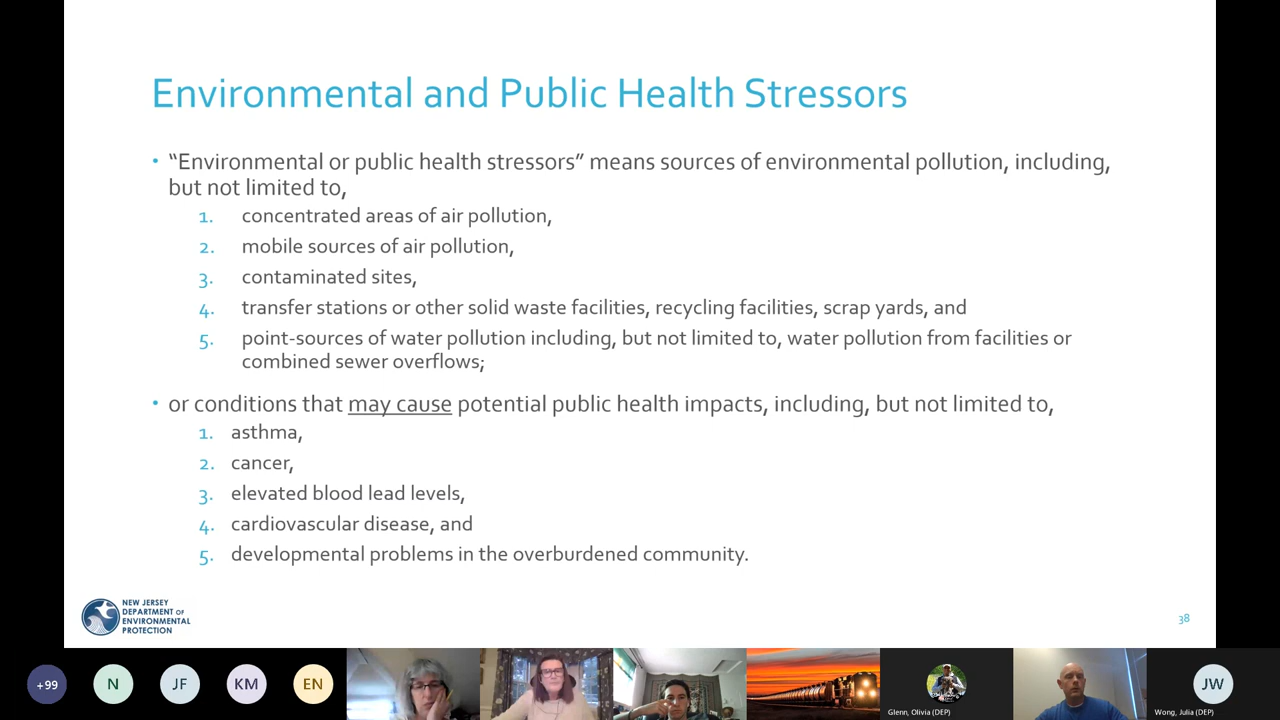 Environmental and Public Health Stressors
• “Environmental or public health stressors” means sources of environmental pollution, including,
but not limited to,
1. concentrated areas of air pollution,
2. mobile sources of air pollution,
3. contaminated sites,
4. transfer stations or other solid waste facilities, recycling facilities, scrap yards, and
5. point-sources of water pollution including, but not limited to, water pollution from facilities or
combined sewer overflows;
• or conditions that may cause potential public health impacts, including, but not limited to,
1. asthma,
2. cancer,
3. elevated blood lead levels,
4. cardiovascular disease, and
5. developmental problems in the overburdened community.
NEW JERSEY
DEPARTMENT OF
ENVIRONMENTAL
PROTECTION
38
+99
N
JF
KM
EN
Glenn, Olivia (DEP)
JW
Wong, Julia (DEP)